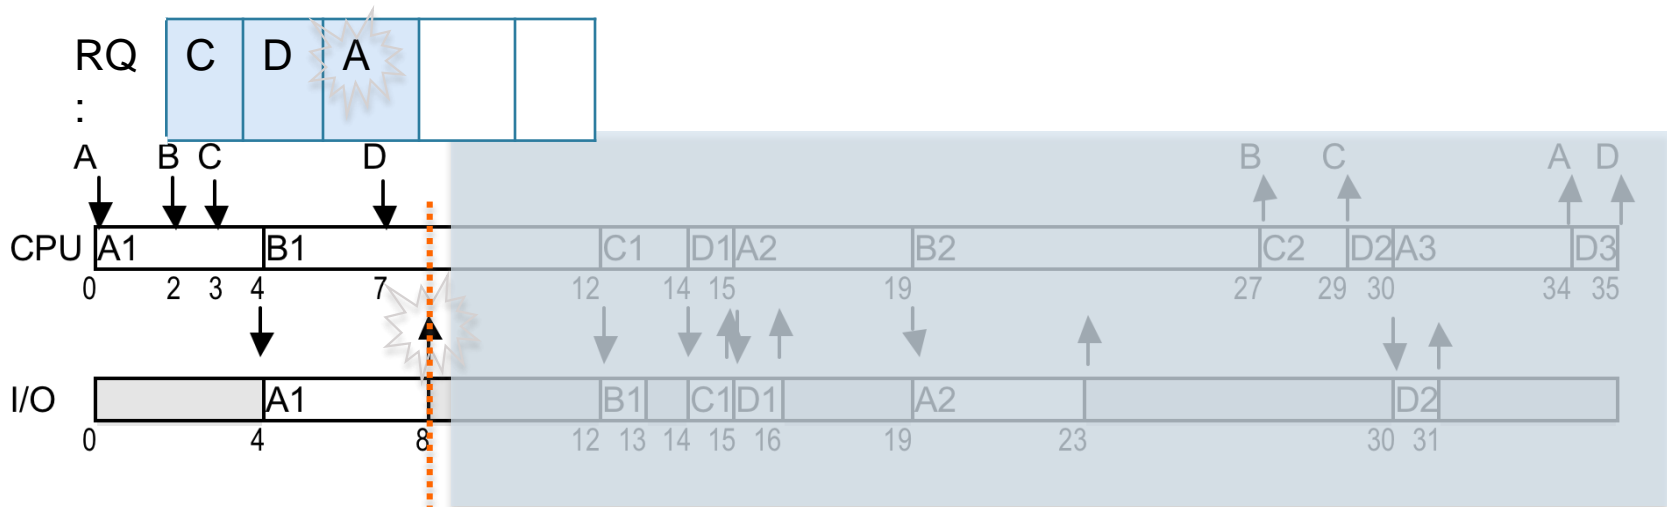 RQ C D A
:
A B C D B C A D
CPU A1 B1 C1 D1 A2 B2 C2 D2 A3 D3
0 2 3 4 7 12 14 15 19 27 29 30 34 35
I/O A1 B1 C1 D1 A2 D2
0 4 8 12 13 14 15 16 19 23 30 31